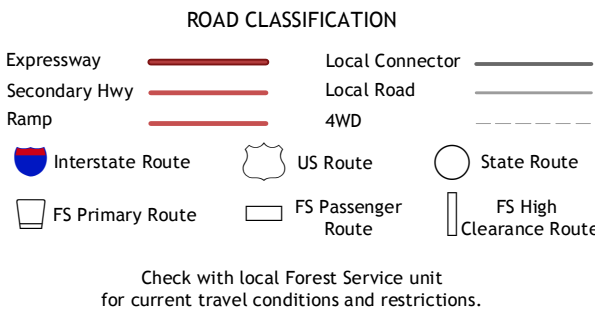 ROAD CLASSIFICATION
Expressway
Local Connector
Secondary Hwy
Local Road
Ramp
4WD
Interstate Route
US Route
State Route
FS Primary Route
FS Passenger
Route
FS High
Clearance Route
Check with local Forest Service unit
for current travel conditions and restrictions.